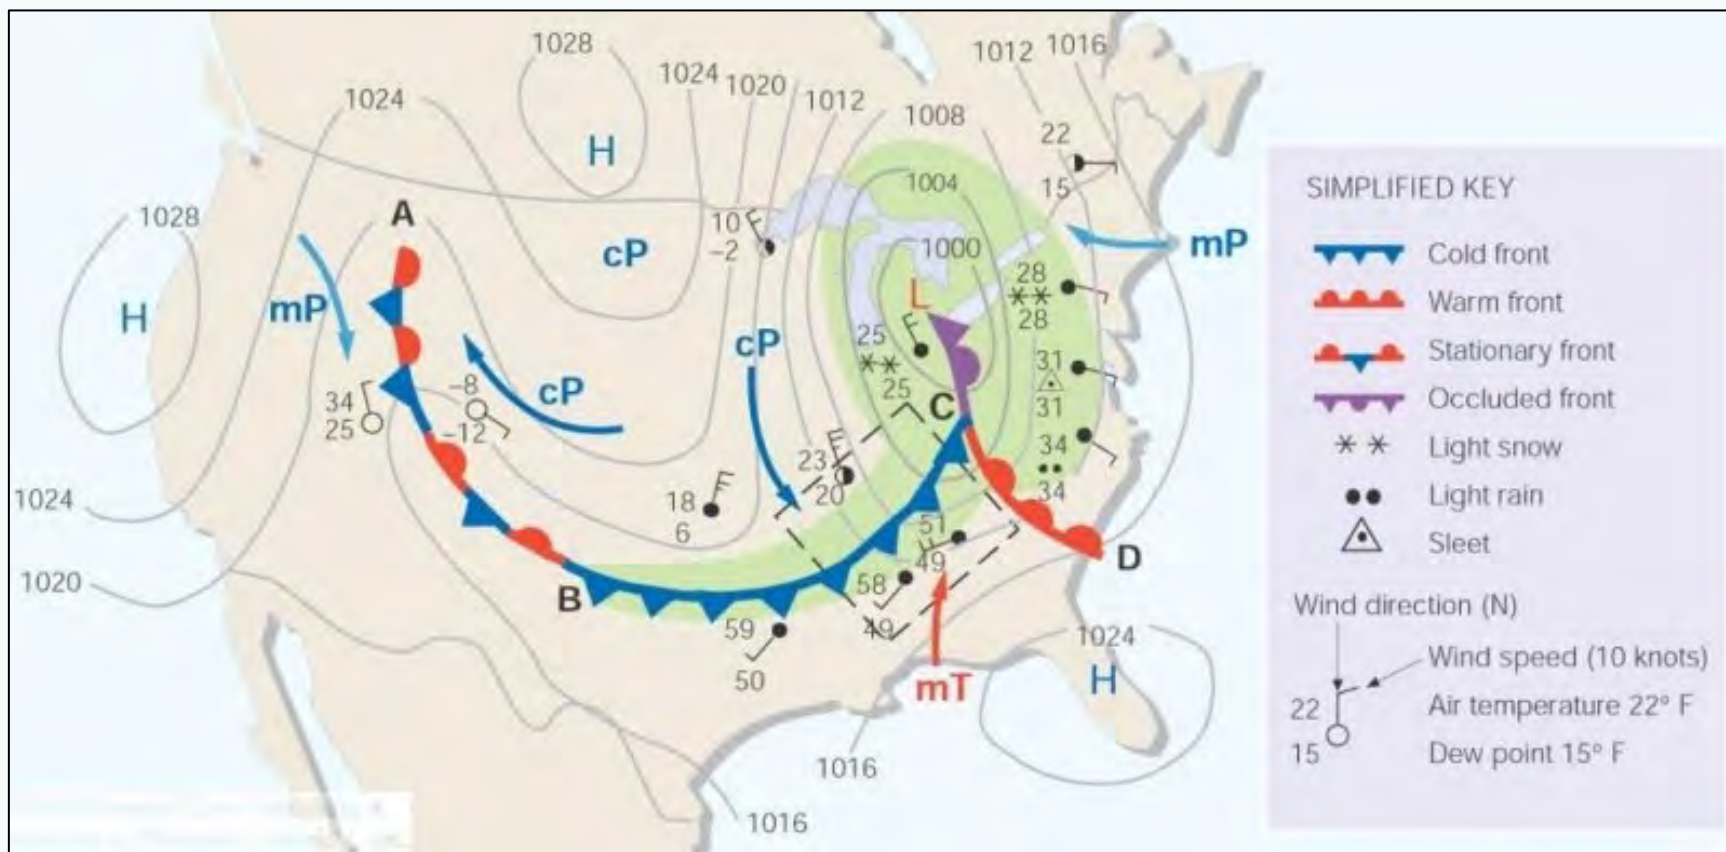 1028
1012 1016
1024 1020
1012
1024
1008
22
H
15
1004
1028
A
10
-2
cP
mP
1000
28
** 
28
L
H
mP
25
**
25
31
31
cP
34
25
cP
-8
-12
C
34
34
23
20
18
6
1024
51
49
D
1020
B
58
49
59
50
mT
1024
H
1016
1016
SIMPLIFIED KEY
Cold front
Warm front
Stationary front
Occluded front
** Light snow
Light rain
Sleet
Wind direction (N)
Wind speed (10 knots)
22 Air temperature 22° F
15 Dew point 15° F